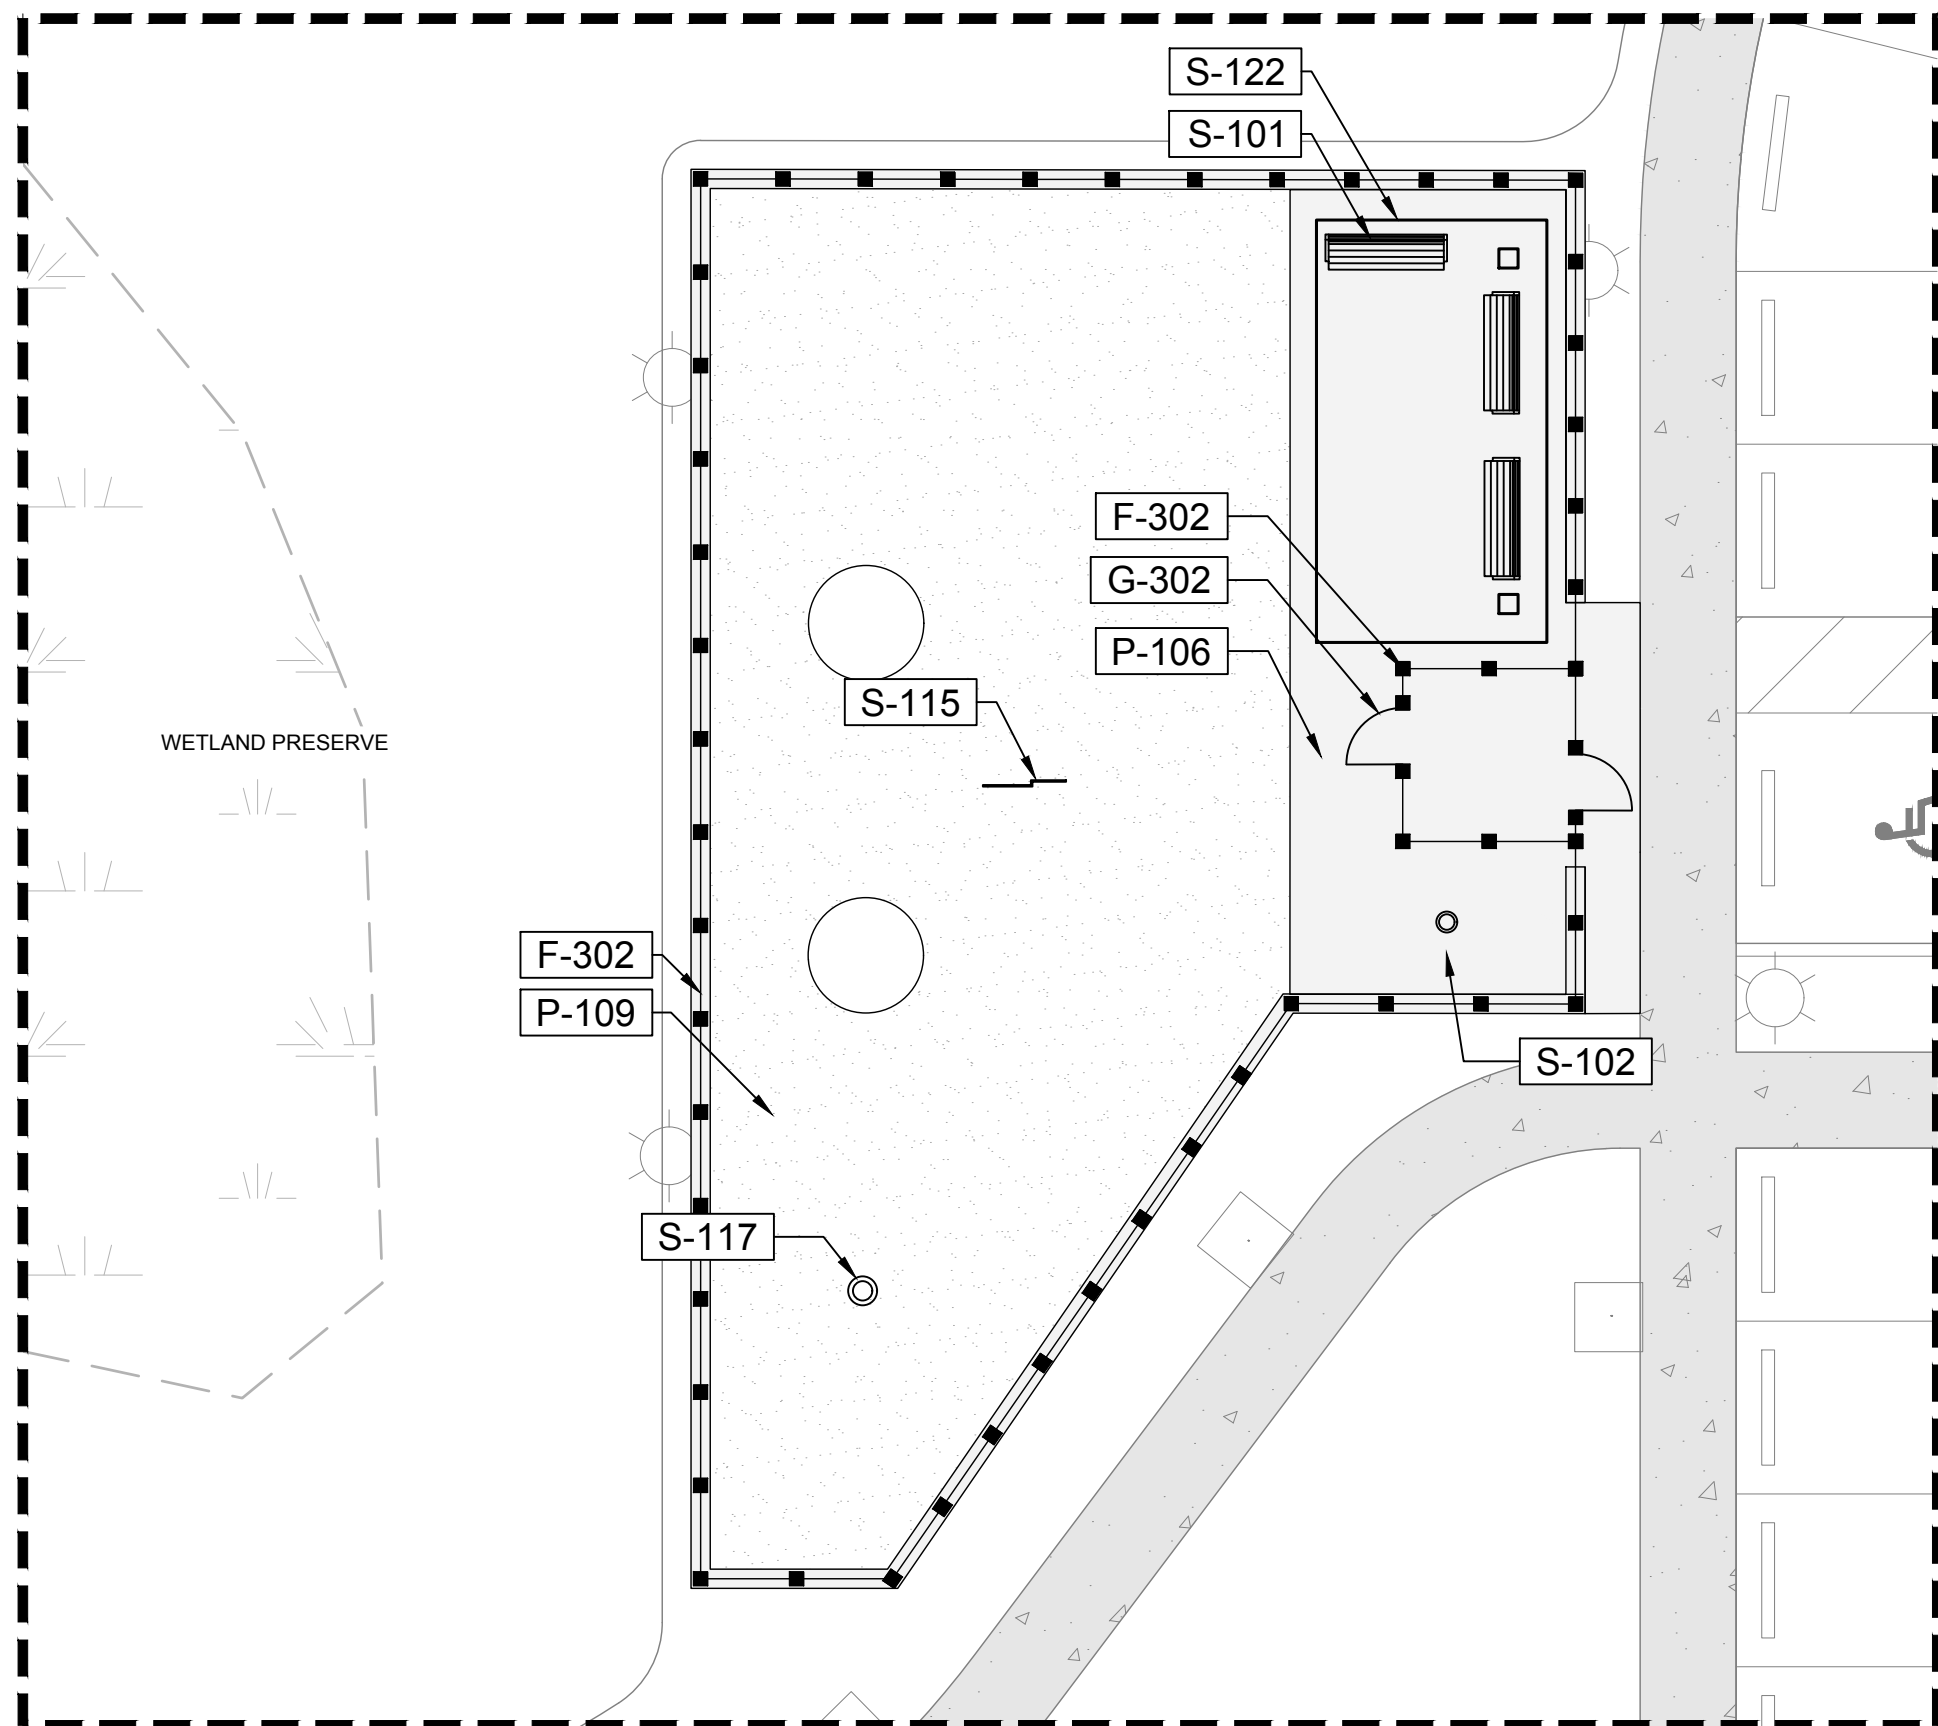 S-122
S-101
F-302
G-302
P-106
S-115
WETLAND PRESERVE
F-302
P-109
S-102
S-117